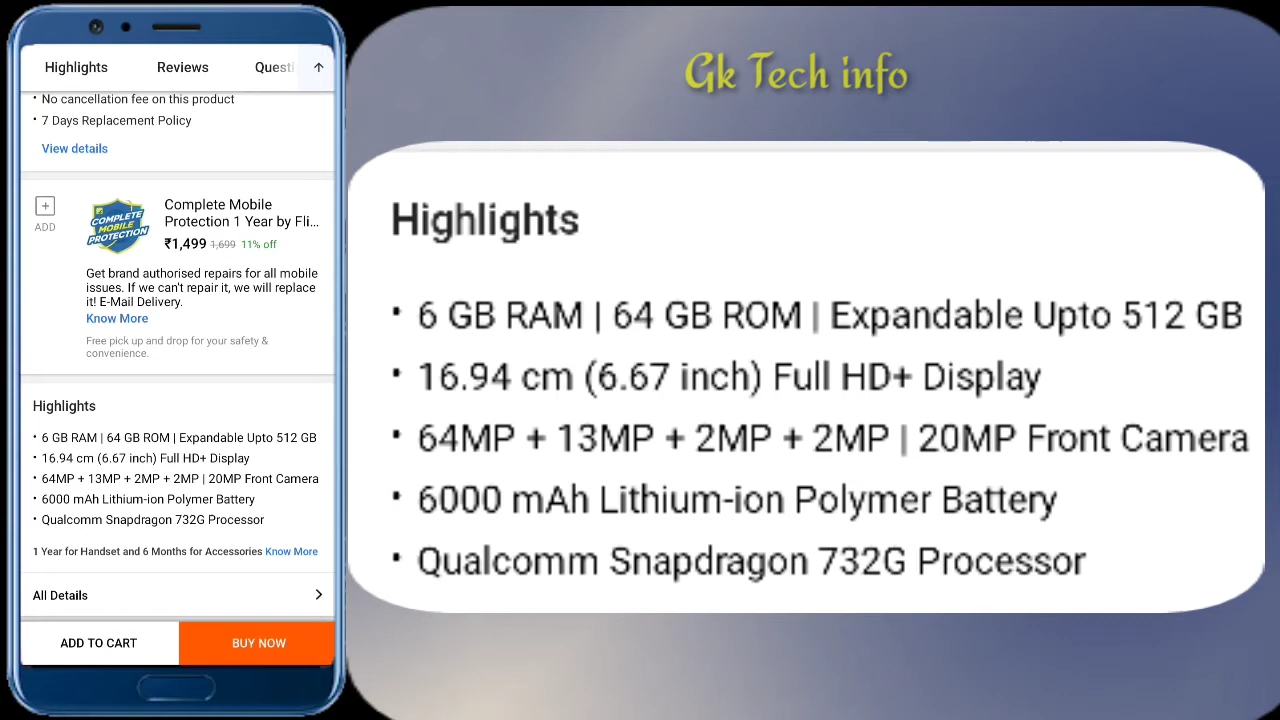 Highlights
Reviews
Questi
No cancellation fee on this product
7 Days Replacement Policy
View details
ADD
COMPLETE
MOBILE
PROTECTION
Complete Mobile
Protection 1 Year by Fli...
₹1,499 1,699 11% off
Get brand authorised repairs for all mobile
issues. If we can't repair it, we will replace
it! E-Mail Delivery.
Know More
Free pick up and drop for your safety &
convenience.
Highlights
• 6 GB RAM | 64 GB ROM | Expandable Upto 512 GB
• 16.94 cm (6.67 inch) Full HD+ Display
• 64MP + 13MP + 2MP + 2MP | 20MP Front Camera
• 6000 mAh Lithium-ion Polymer Battery
• Qualcomm Snapdragon 732G Processor
1 Year for Handset and 6 Months for Accessories Know More
All Details
ADD TO CART
BUY NOW
Gk Tech info
Highlights
• 6 GB RAM | 64 GB ROM | Expandable Upto 512 GB
• 16.94 cm (6.67 inch) Full HD+ Display
• 64MP + 13MP + 2MP + 2MP | 20MP Front Camera
• 6000 mAh Lithium-ion Polymer Battery
• Qualcomm Snapdragon 732G Processor